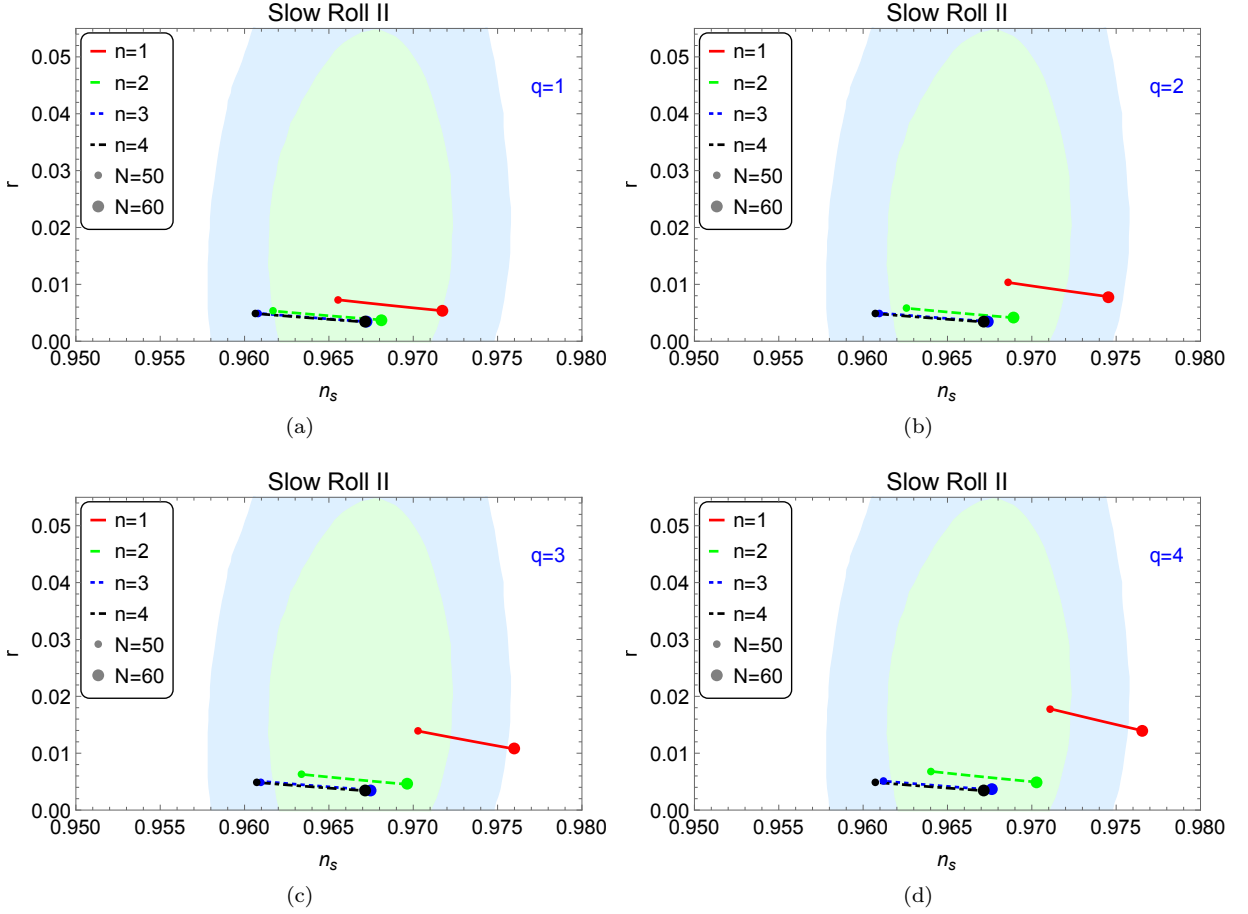 Slow Roll II
0.05
0.04
0.03
0.02
0.01
0.00
r
n=1
n=2
n=3
n=4
N=50
N=60
q=1
0.950 0.955 0.960 0.965 0.970 0.975 0.980
n_s
(a)
Slow Roll II
0.05
0.04
0.03
0.02
0.01
0.00
r
n=1
n=2
n=3
n=4
N=50
N=60
q=2
0.950 0.955 0.960 0.965 0.970 0.975 0.980
n_s
(b)
Slow Roll II
0.05
0.04
0.03
0.02
0.01
0.00
r
n=1
n=2
n=3
n=4
N=50
N=60
q=3
0.950 0.955 0.960 0.965 0.970 0.975 0.980
n_s
(c)
Slow Roll II
0.05
0.04
0.03
0.02
0.01
0.00
r
n=1
n=2
n=3
n=4
N=50
N=60
q=4
0.950 0.955 0.960 0.965 0.970 0.975 0.980
n_s
(d)